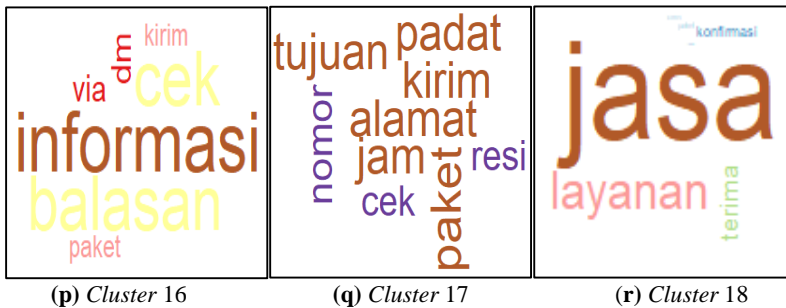 kirim
dm
via
cek
informasi
balasan
paket
tujuan
padat
kirim
nomor
alamat
jam
paket
resi
cek
konfirmasi
jasa
layanan
terima
(p) Cluster 16
(q) Cluster 17
(r) Cluster 18